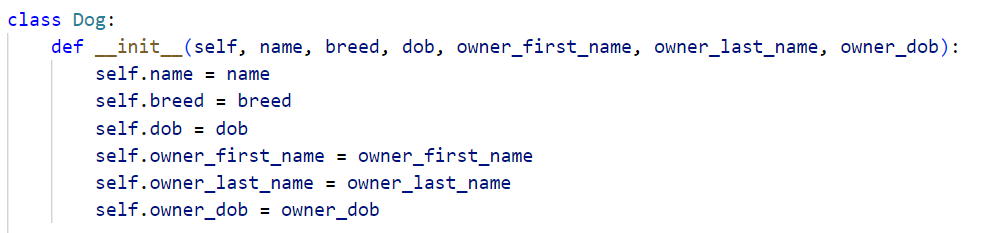 class Dog:
    def __init__(self, name, breed, dob, owner_first_name, owner_last_name, owner_dob):
        self.name = name
        self.breed = breed
        self.dob = dob
        self.owner_first_name = owner_first_name
        self.owner_last_name = owner_last_name
        self.owner_dob = owner_dob